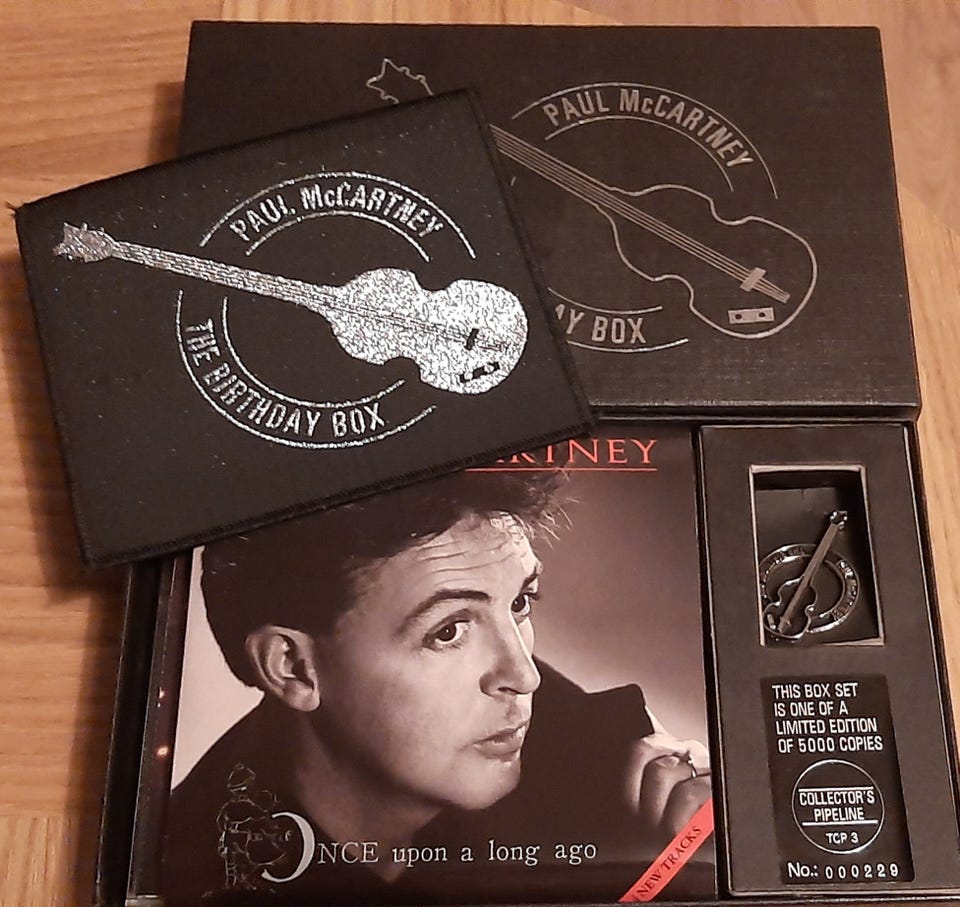 PAUL McCARTNEY
AY BOX
PAUL McCARTNEY
THE BIRTHDAY BOX
RTNEY
ONCE upon a long ago
NEW TRACKS
THIS BOX SET
IS ONE OF A
LIMITED EDITION
OF 5000 COPIES
COLLECTOR'S
PIPELINE
TCP 3
No.: 000229